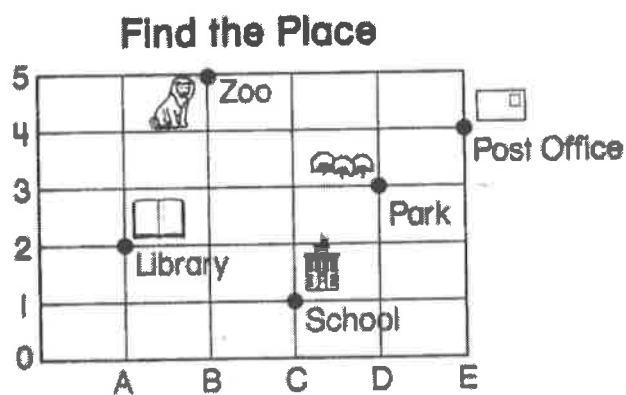 Find the Place
5
Zoo
4
Post Office
3
Park
2
Library
1
School
0
A B C D E